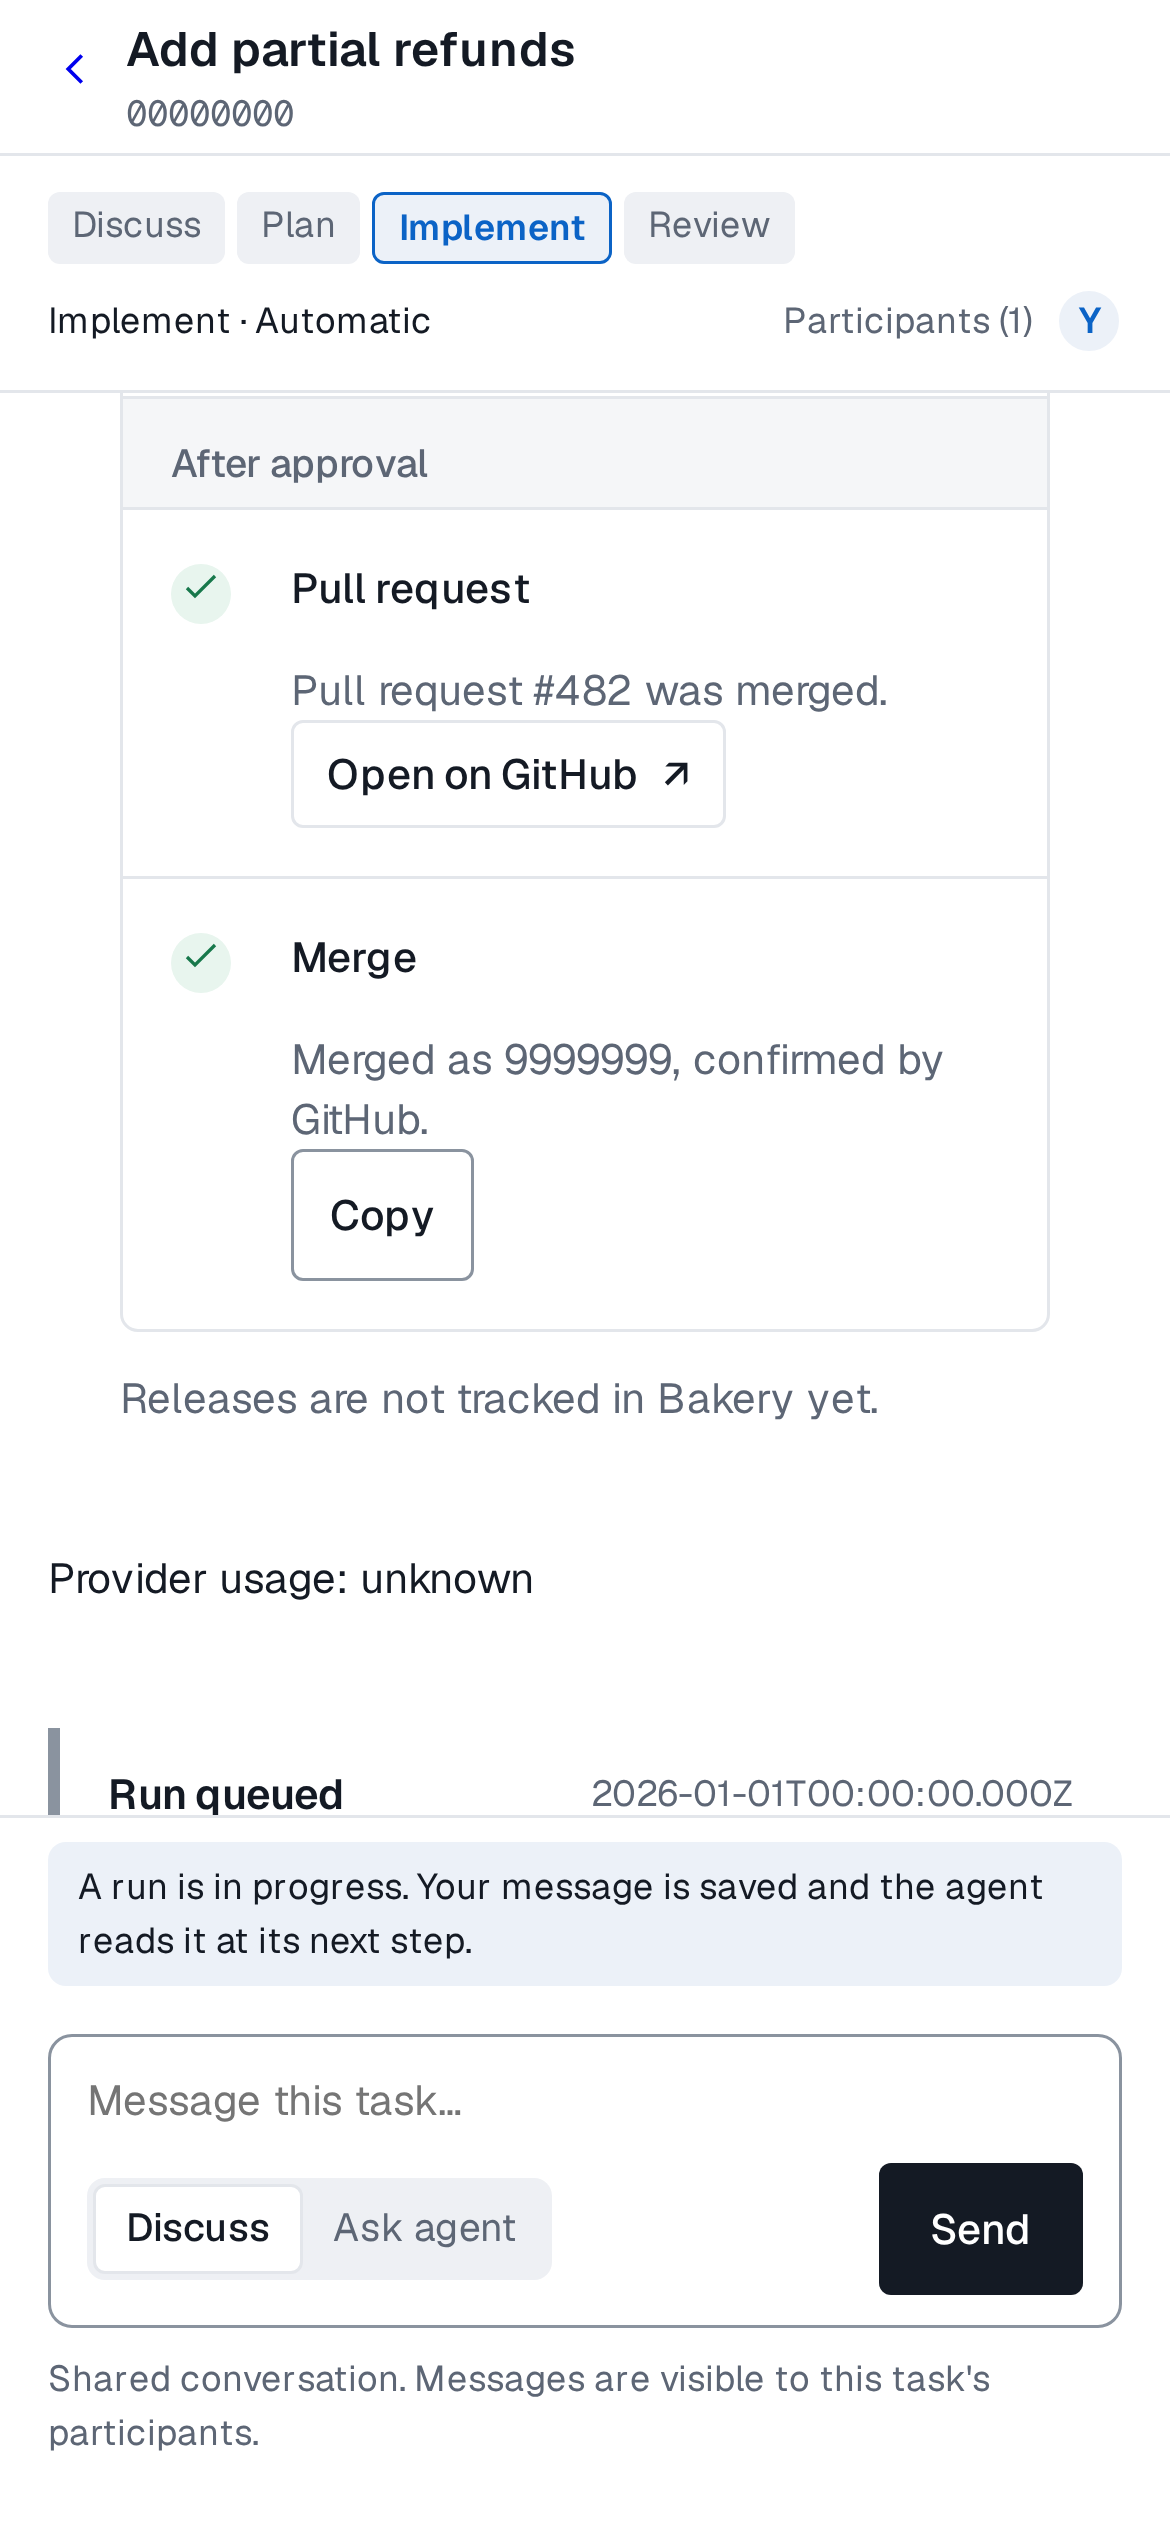 Add partial refunds
00000000
Discuss Plan Implement Review
Implement · Automatic Participants (1) Y
After approval
Pull request
Pull request #482 was merged.
Open on GitHub
Merge
Merged as 9999999, confirmed by
GitHub.
Copy
Releases are not tracked in Bakery yet.
Provider usage: unknown
Run queued 2026-01-01T00:00:00.000Z
A run is in progress. Your message is saved and the agent
reads it at its next step.
Message this task...
Discuss Ask agent Send
Shared conversation. Messages are visible to this task's
participants.